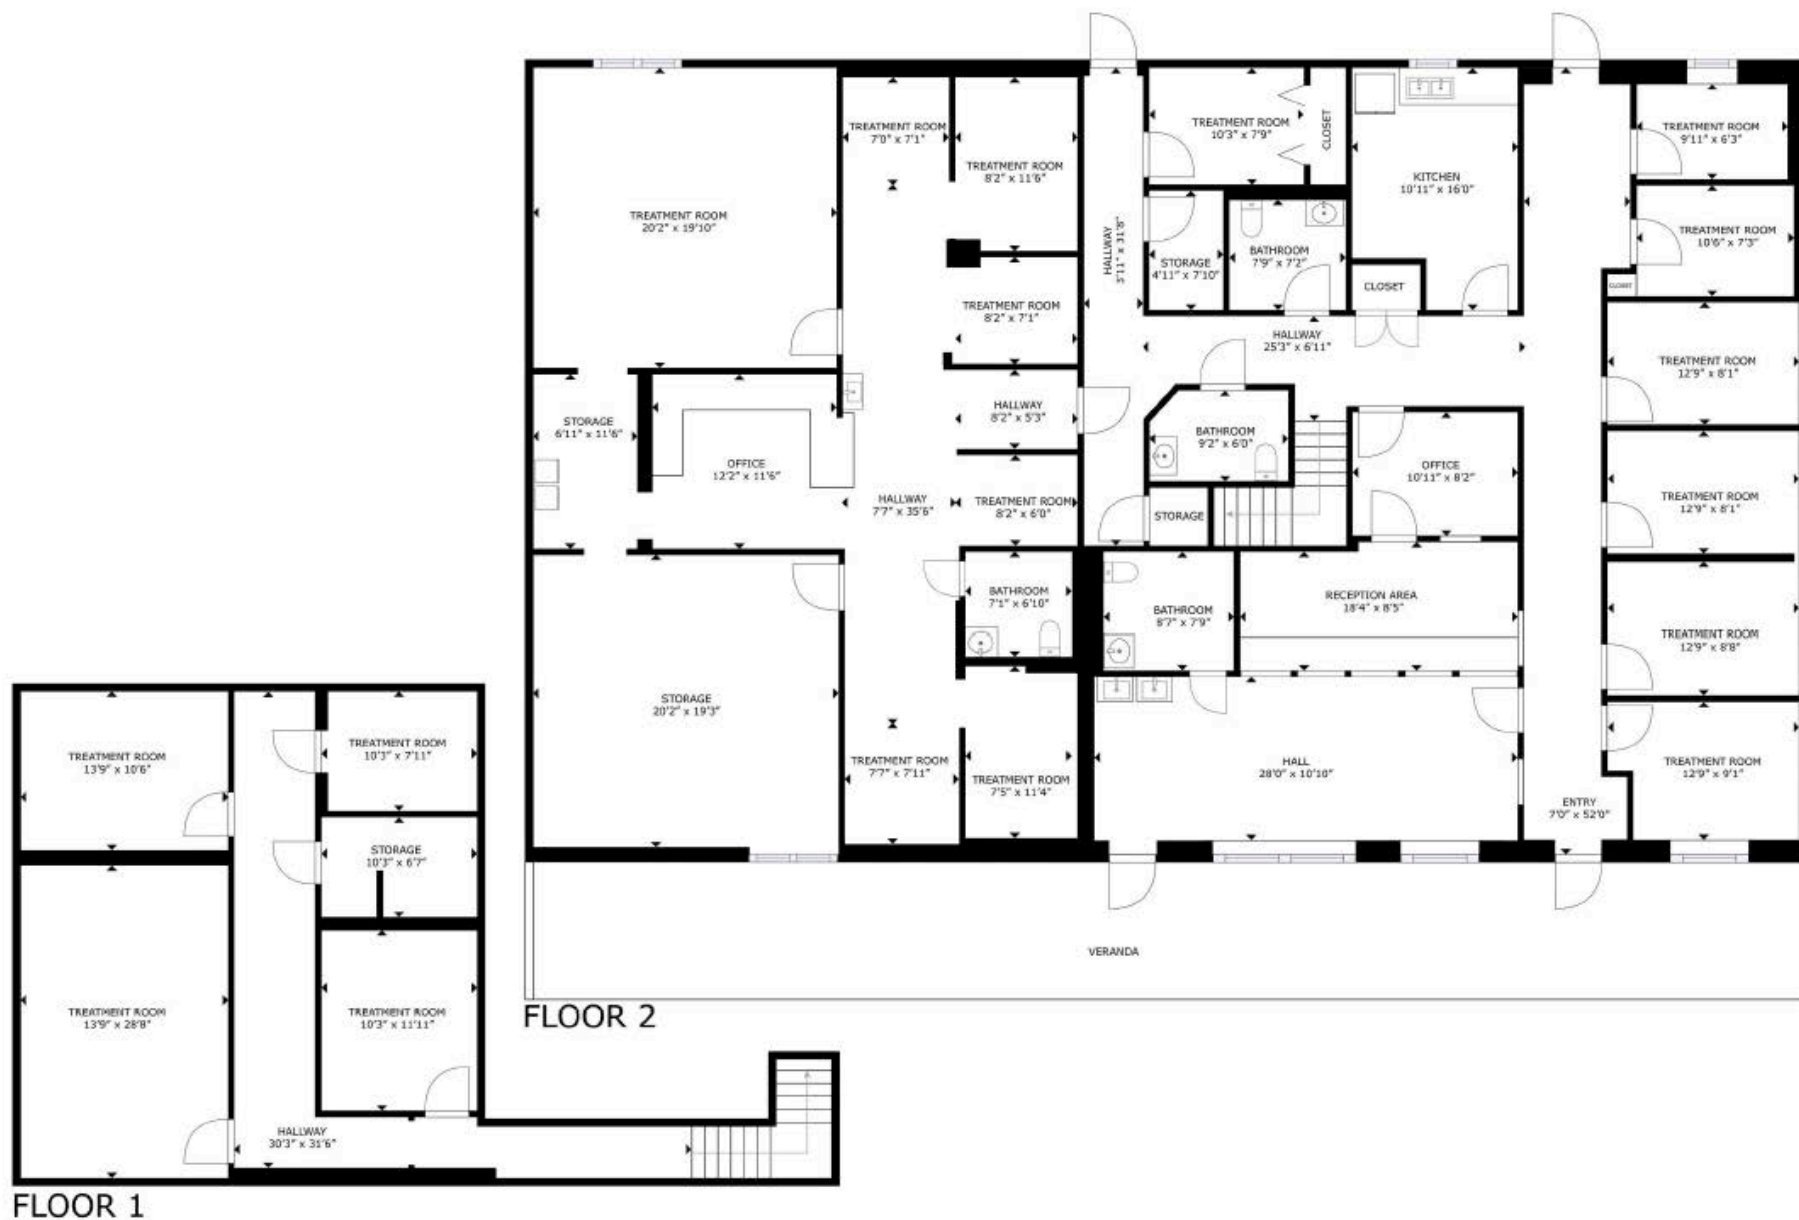 TREATMENT ROOM
20'2" x 19'10"
TREATMENT ROOM
7'0" x 7'1"
TREATMENT ROOM
8'2" x 11'6"
TREATMENT ROOM
8'2" x 7'1"
HALLWAY
8'2" x 5'3"
STORAGE
6'11" x 11'6"
OFFICE
12'2" x 11'6"
HALLWAY
7'7" x 35'6"
TREATMENT ROOM
8'2" x 6'0"
BATHROOM
7'1" x 6'10"
STORAGE
20'2" x 19'3"
TREATMENT ROOM
7'7" x 7'11"
TREATMENT ROOM
7'5" x 11'4"
HALLWAY
5'11" x 31'8"
TREATMENT ROOM
10'3" x 7'9"
CLOSET
KITCHEN
10'11" x 16'0"
STORAGE
4'11" x 7'10"
BATHROOM
7'9" x 7'2"
CLOSET
HALLWAY
25'3" x 6'11"
BATHROOM
9'2" x 6'0"
OFFICE
10'11" x 8'2"
STORAGE
BATHROOM
8'7" x 7'9"
RECEPTION AREA
18'4" x 8'5"
HALL
28'0" x 10'10"
ENTRY
7'0" x 52'0"
TREATMENT ROOM
9'11" x 6'3"
TREATMENT ROOM
10'6" x 7'3"
CLOSET
TREATMENT ROOM
12'9" x 8'1"
TREATMENT ROOM
12'9" x 8'1"
TREATMENT ROOM
12'9" x 8'8"
TREATMENT ROOM
12'9" x 9'1"
VERANDA
FLOOR 2
TREATMENT ROOM
13'9" x 10'6"
TREATMENT ROOM
10'3" x 7'11"
STORAGE
10'3" x 6'7"
TREATMENT ROOM
13'9" x 28'8"
TREATMENT ROOM
10'3" x 11'11"
HALLWAY
30'3" x 31'6"
FLOOR 1